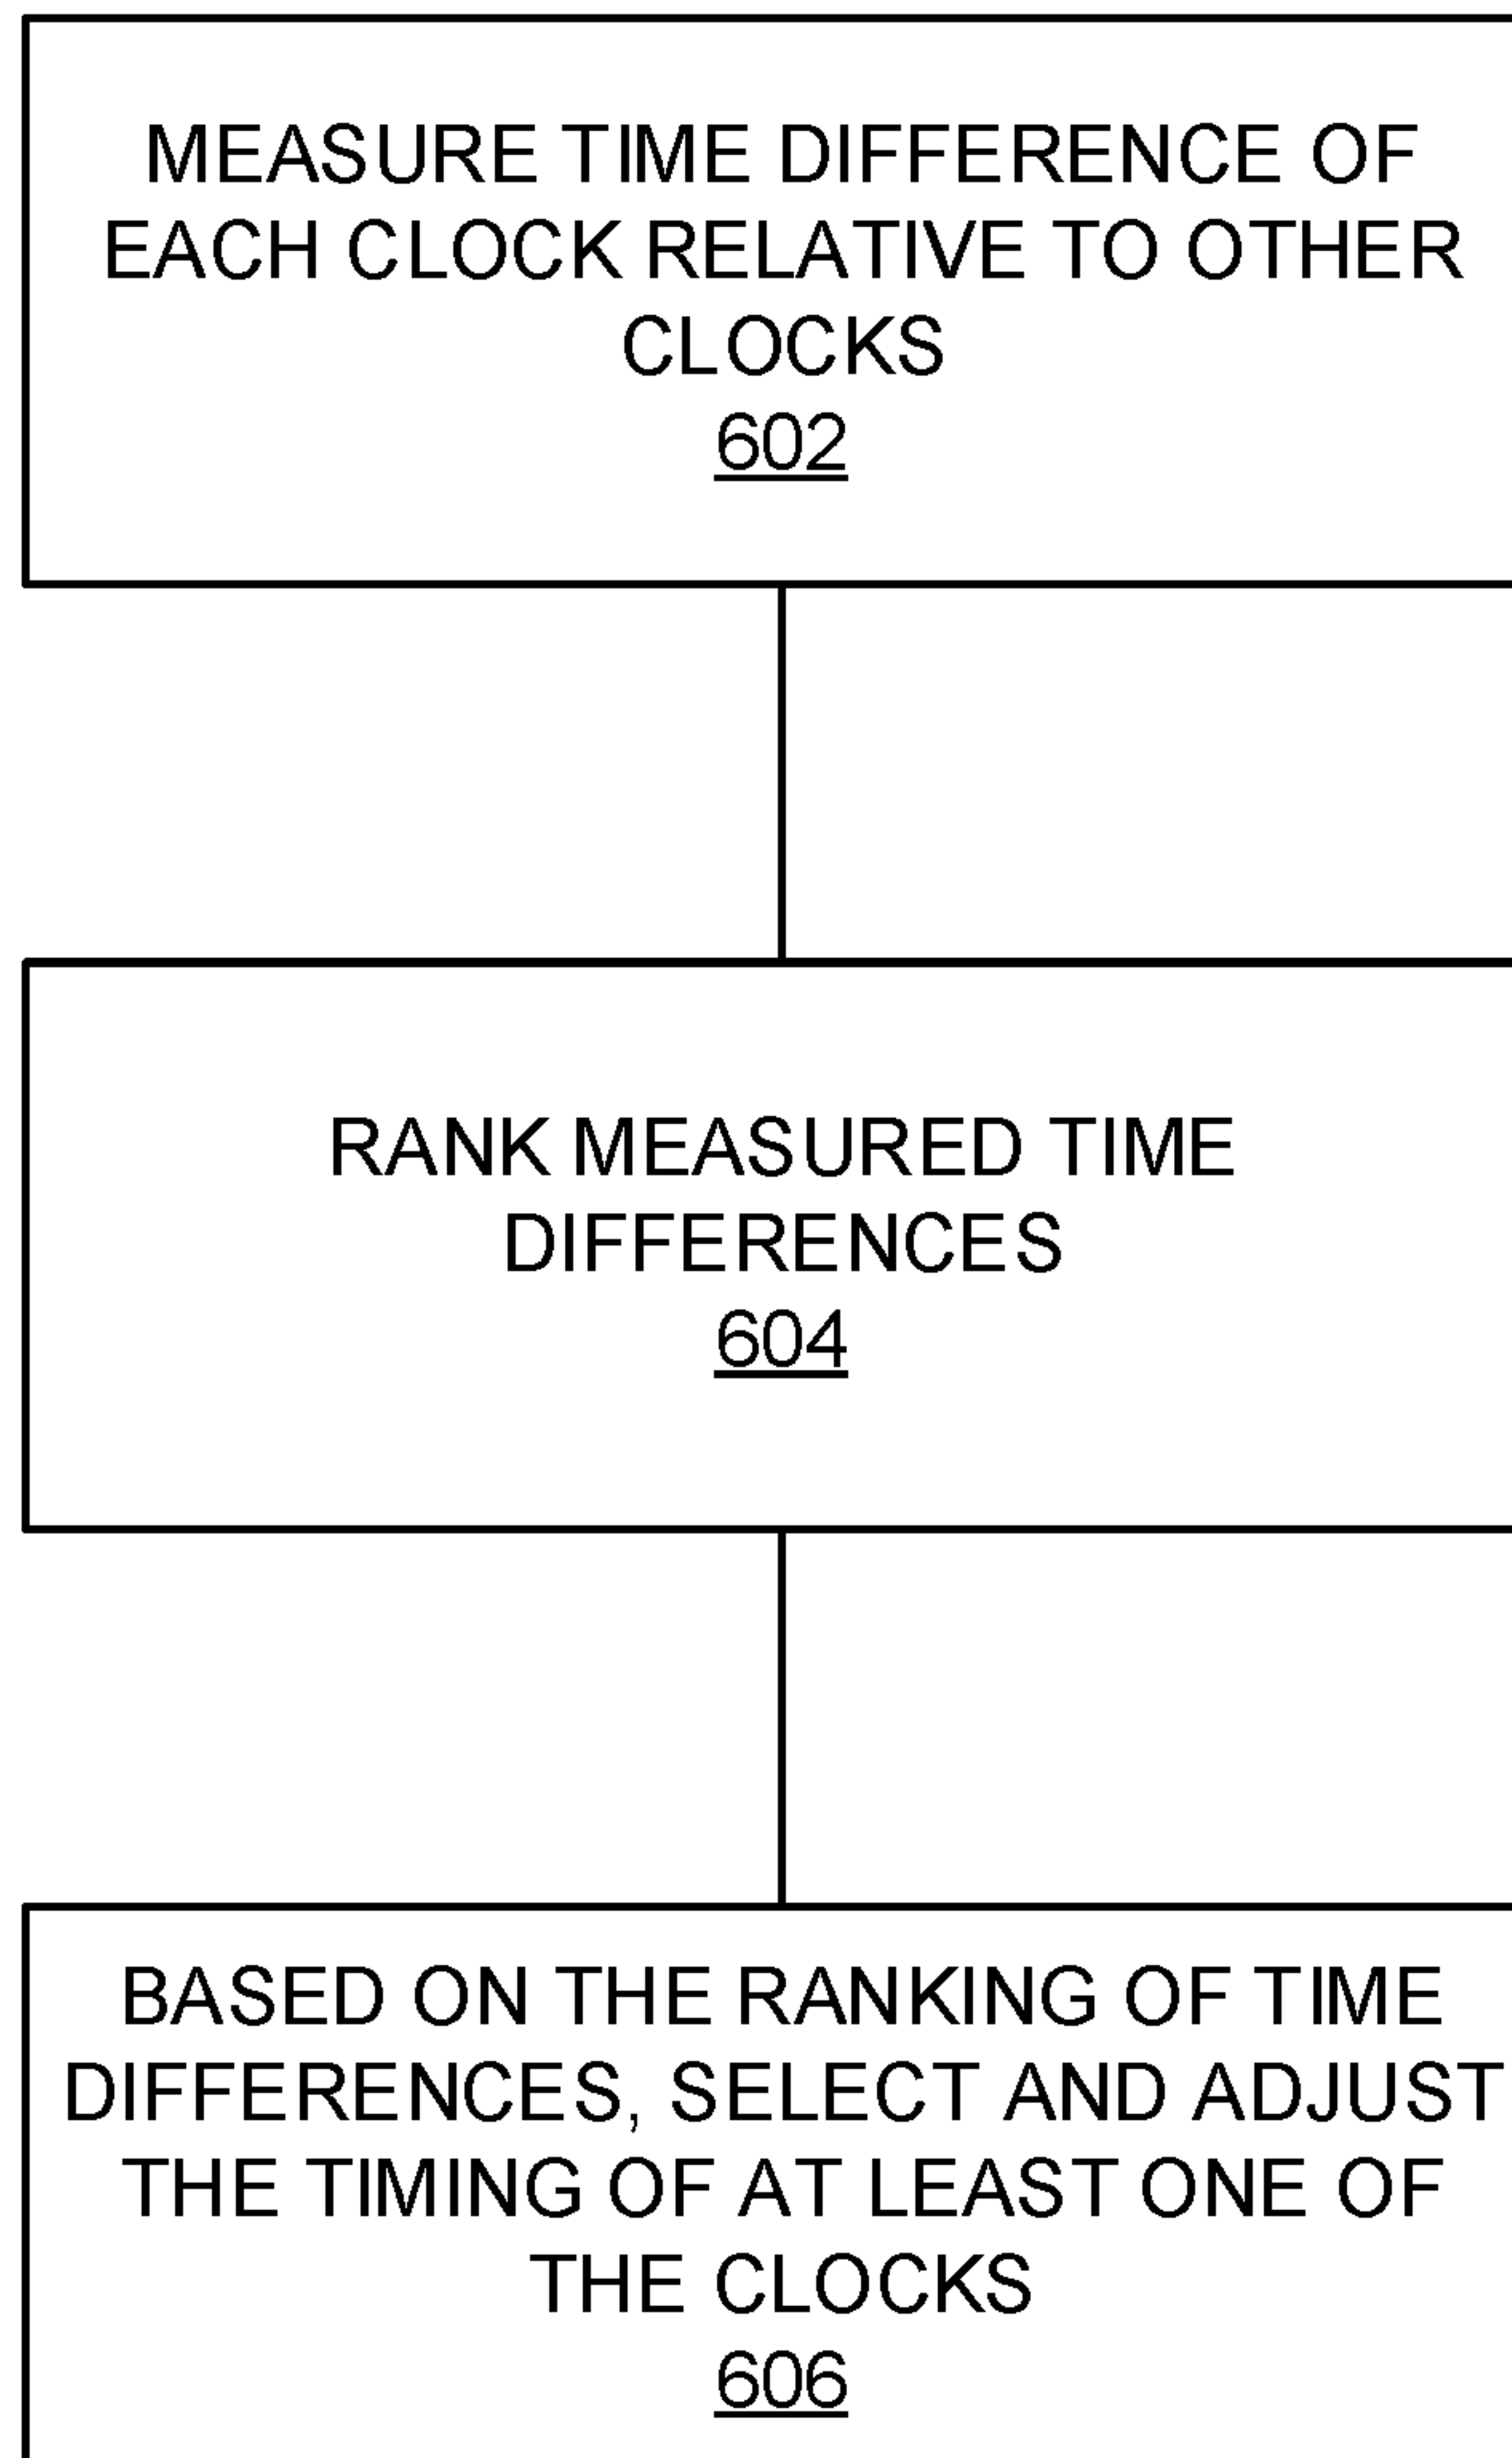 MEASURE TIME DIFFERENCE OF
EACH CLOCK RELATIVE TO OTHER
CLOCKS
602
RANK MEASURED TIME
DIFFERENCES
604
BASED ON THE RANKING OF TIME
DIFFERENCES, SELECT AND ADJUST
THE TIMING OF AT LEAST ONE OF
THE CLOCKS
606